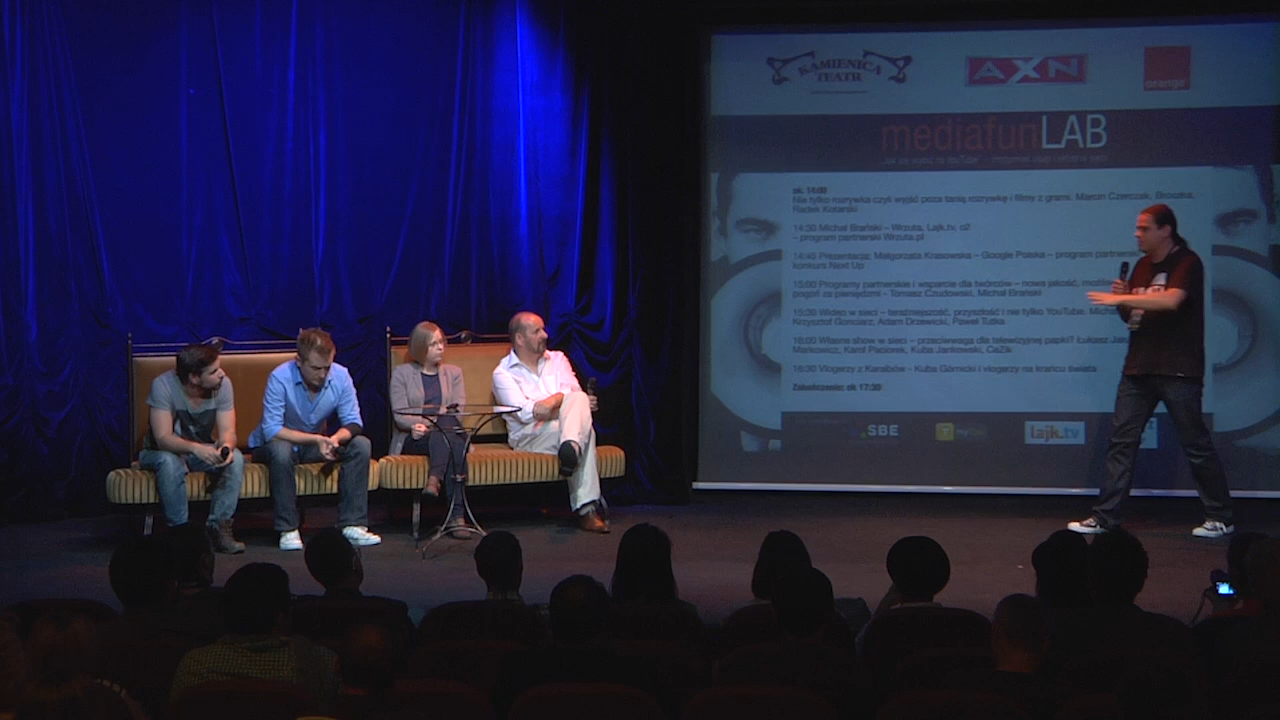 KAMIENICA
TEATR
AXN
orange
mediafunLAB
ok. 14:00
Nie tylko rozrywka czyli wyjść poza tanią rozrywkę i filmy z grami. Marcin Czerczak, Broszka,
Radek Kotarski
14:30 Michał Brański – Wrzuta, Lajk.tv, o2
– program partnerski Wrzuta.pl
14:45 Prezentacja: Małgorzata Krasowska – Google Polska – program partnerski
konkurs Next Up
15:00 Programy partnerskie i wsparcie dla twórców – nowa jakość,
pogoń za pieniędzmi – Tomasz Czudowski, Michał Brański
15:30 Wideo w sieci – teraźniejszość, przyszłość i nie tylko YouTube.
Krzysztof Gonciarz, Adam Drzewicki, Paweł Tutka
16:00 Własne show w sieci – przeciwwaga dla telewizyjnej papki? Łukasz
Markowicz, Kamil Paciorek, Kuba Jankowski, CeZik
16:30 Vlogerzy z Karaibów – Kuba Górnicki i vlogerzy na krańcu świata
Zakończenie: ok 17:30
SBE
lajk.tv